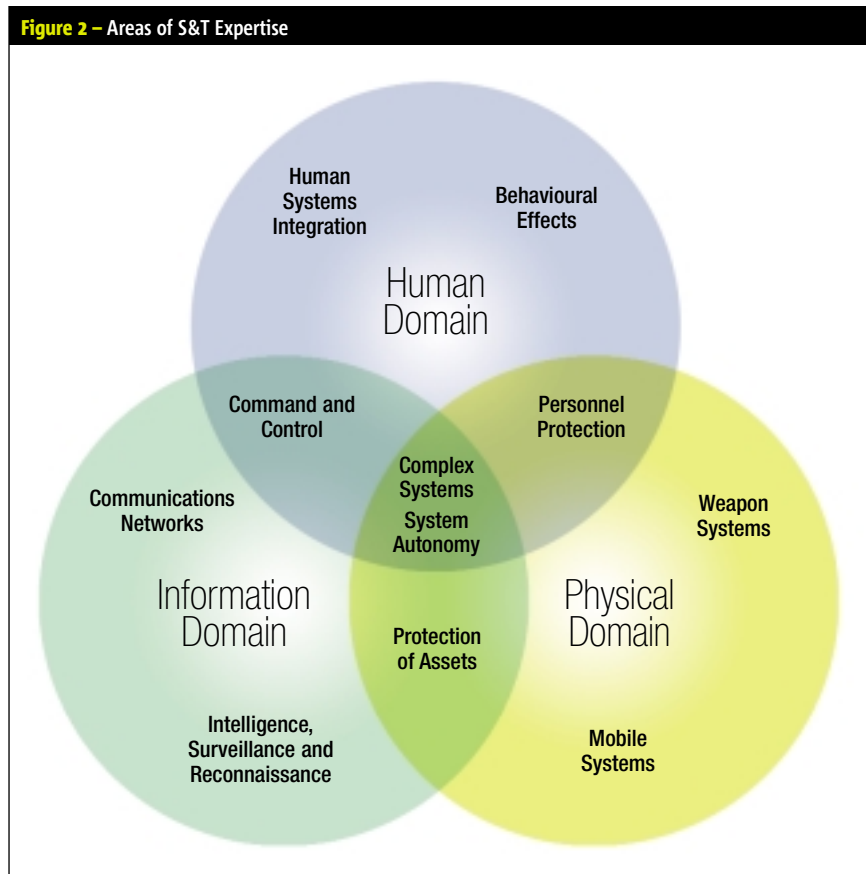 Figure 2 – Areas of S&T Expertise
Human
Systems
Integration
Behavioural
Effects
Human
Domain
Command and
Control
Personnel
Protection
Complex
Systems
System
Autonomy
Communications
Networks
Weapon
Systems
Information
Domain
Physical
Domain
Protection
of Assets
Intelligence,
Surveillance and
Reconnaissance
Mobile
Systems